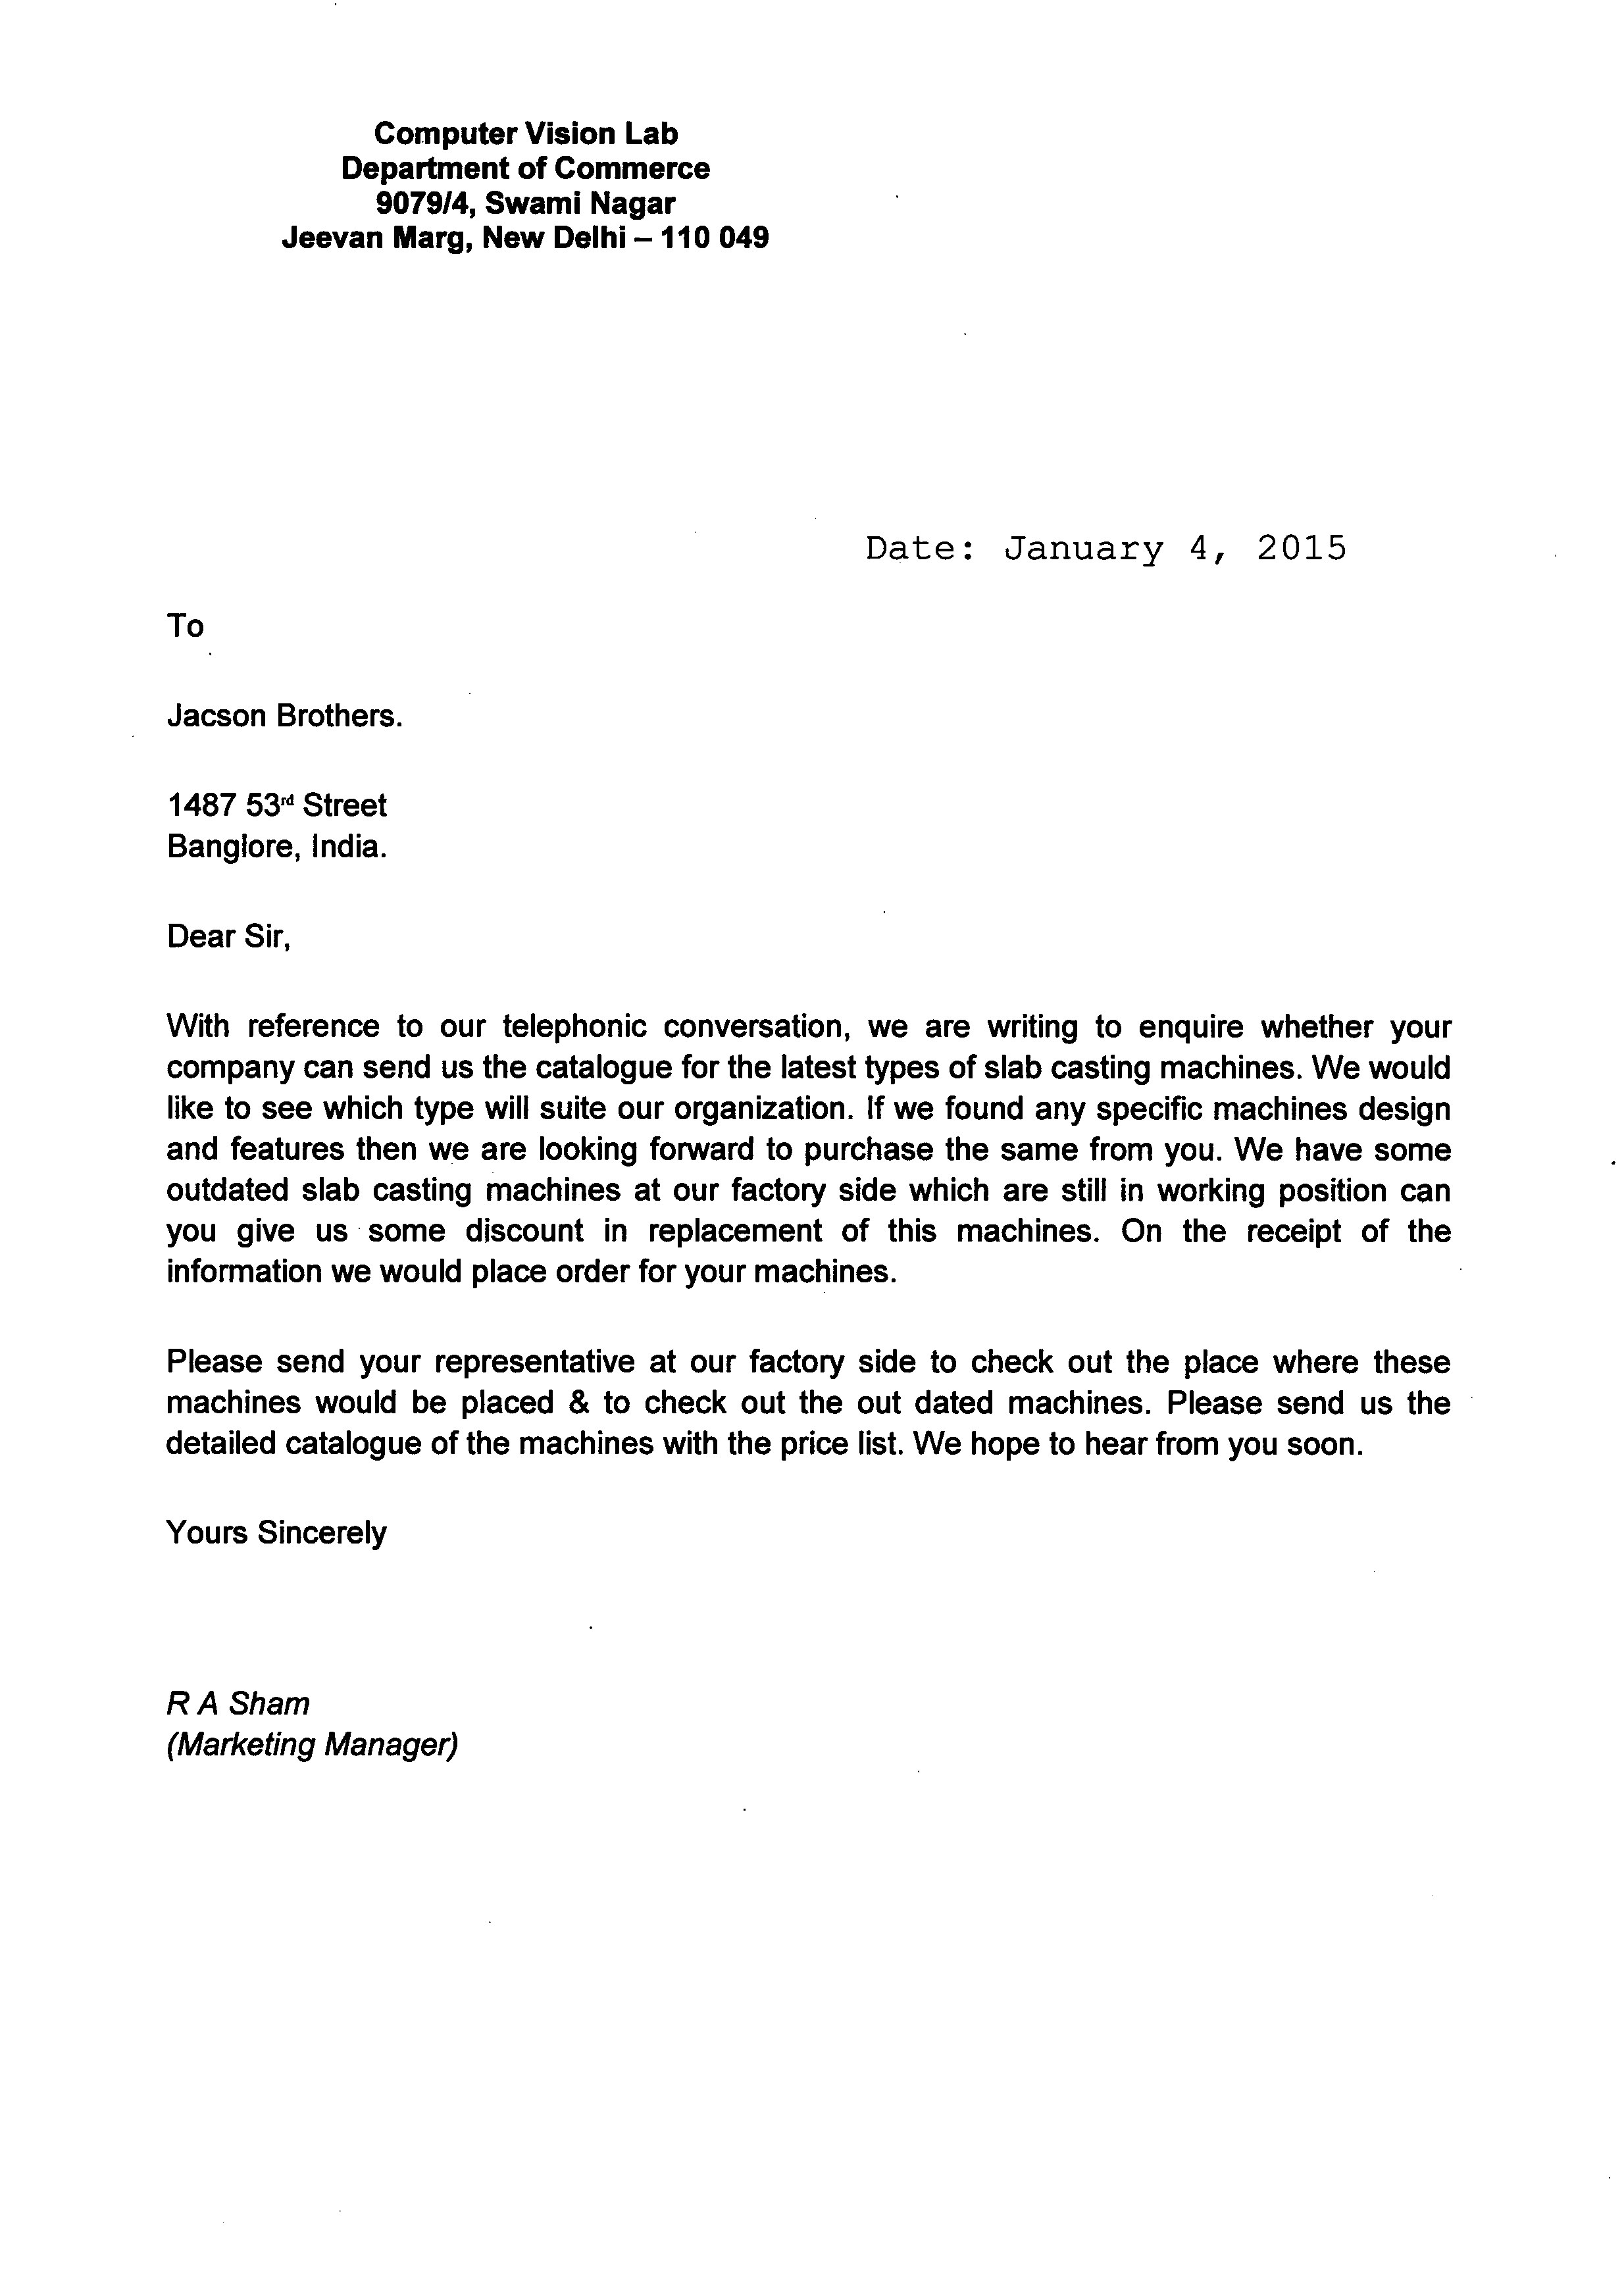 Computer Vision Lab
Department of Commerce
9079/4, Swami Nagar
Jeevan Marg, New Delhi – 110 049
Date: January 4, 2015
To
Jacson Brothers.
1487 53rd Street
Banglore, India.
Dear Sir,
With reference to our telephonic conversation, we are writing to enquire whether your
company can send us the catalogue for the latest types of slab casting machines. We would
like to see which type will suite our organization. If we found any specific machines design
and features then we are looking forward to purchase the same from you. We have some
outdated slab casting machines at our factory side which are still in working position can
you give us some discount in replacement of this machines. On the receipt of the
information we would place order for your machines.
Please send your representative at our factory side to check out the place where these
machines would be placed & to check out the out dated machines. Please send us the
detailed catalogue of the machines with the price list. We hope to hear from you soon.
Yours Sincerely
R A Sham
(Marketing Manager)